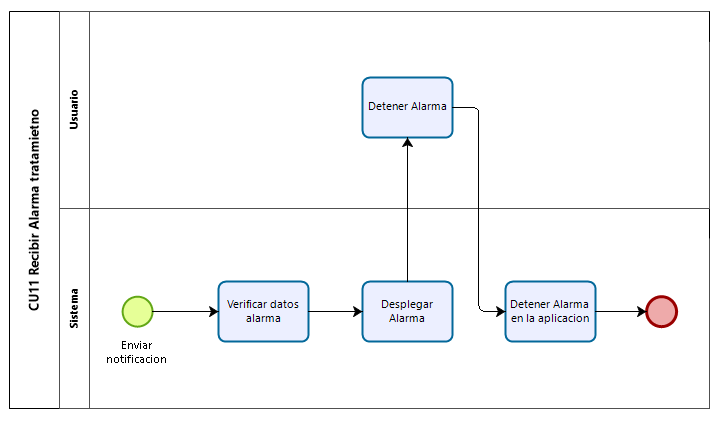 CU11 Recibir Alarma tratamietno
Usuario
Detener Alarma
Sistema
Enviar
notificacion
Verificar datos
alarma
Desplegar
Alarma
Detener Alarma
en la aplicacion